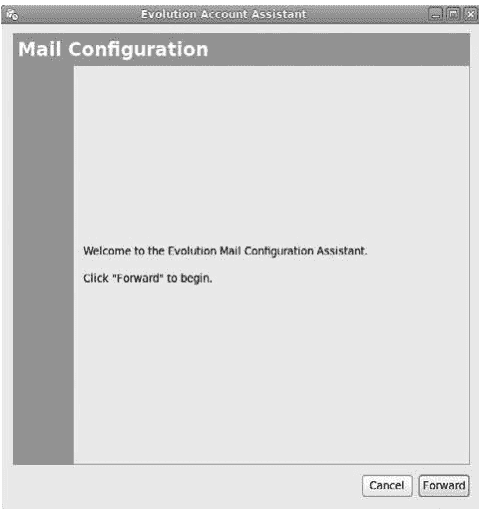 Evolution Account Assistant
Mail Configuration
Welcome to the Evolution Mail Configuration Assistant.
Click "Forward" to begin.
Cancel
Forward